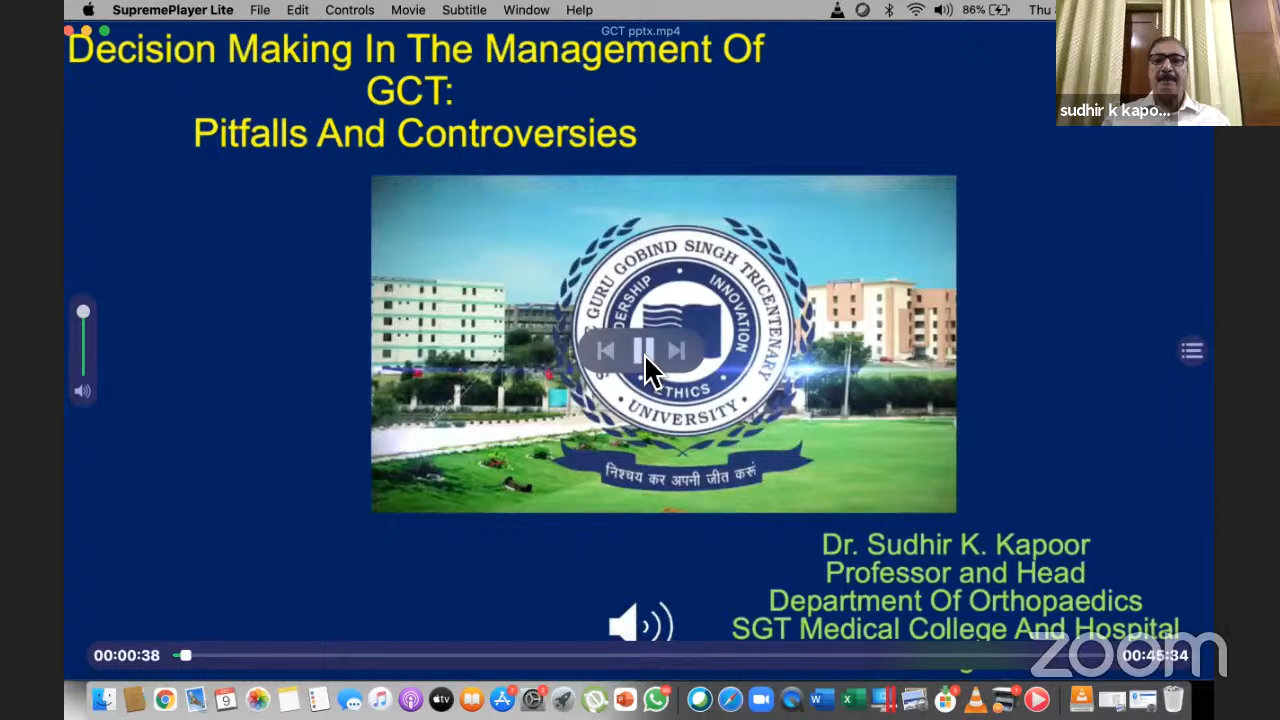 SupremePlayer Lite File Edit Controls Movie Subtitle Window Help 86% Thu
GCT pptx.mp4
Decision Making In The Management Of
GCT:
Pitfalls And Controversies
sudhir k kapo...
GURU GOBIND SINGH TRICENTENARY
UNIVERSITY
INNOVATION
ETHICS
निश्चय कर अपनी जीत करूं
Dr. Sudhir K. Kapoor
Professor and Head
Department Of Orthopaedics
SGT Medical College And Hospital
00:00:38
00:45:34
zoom
tv
9